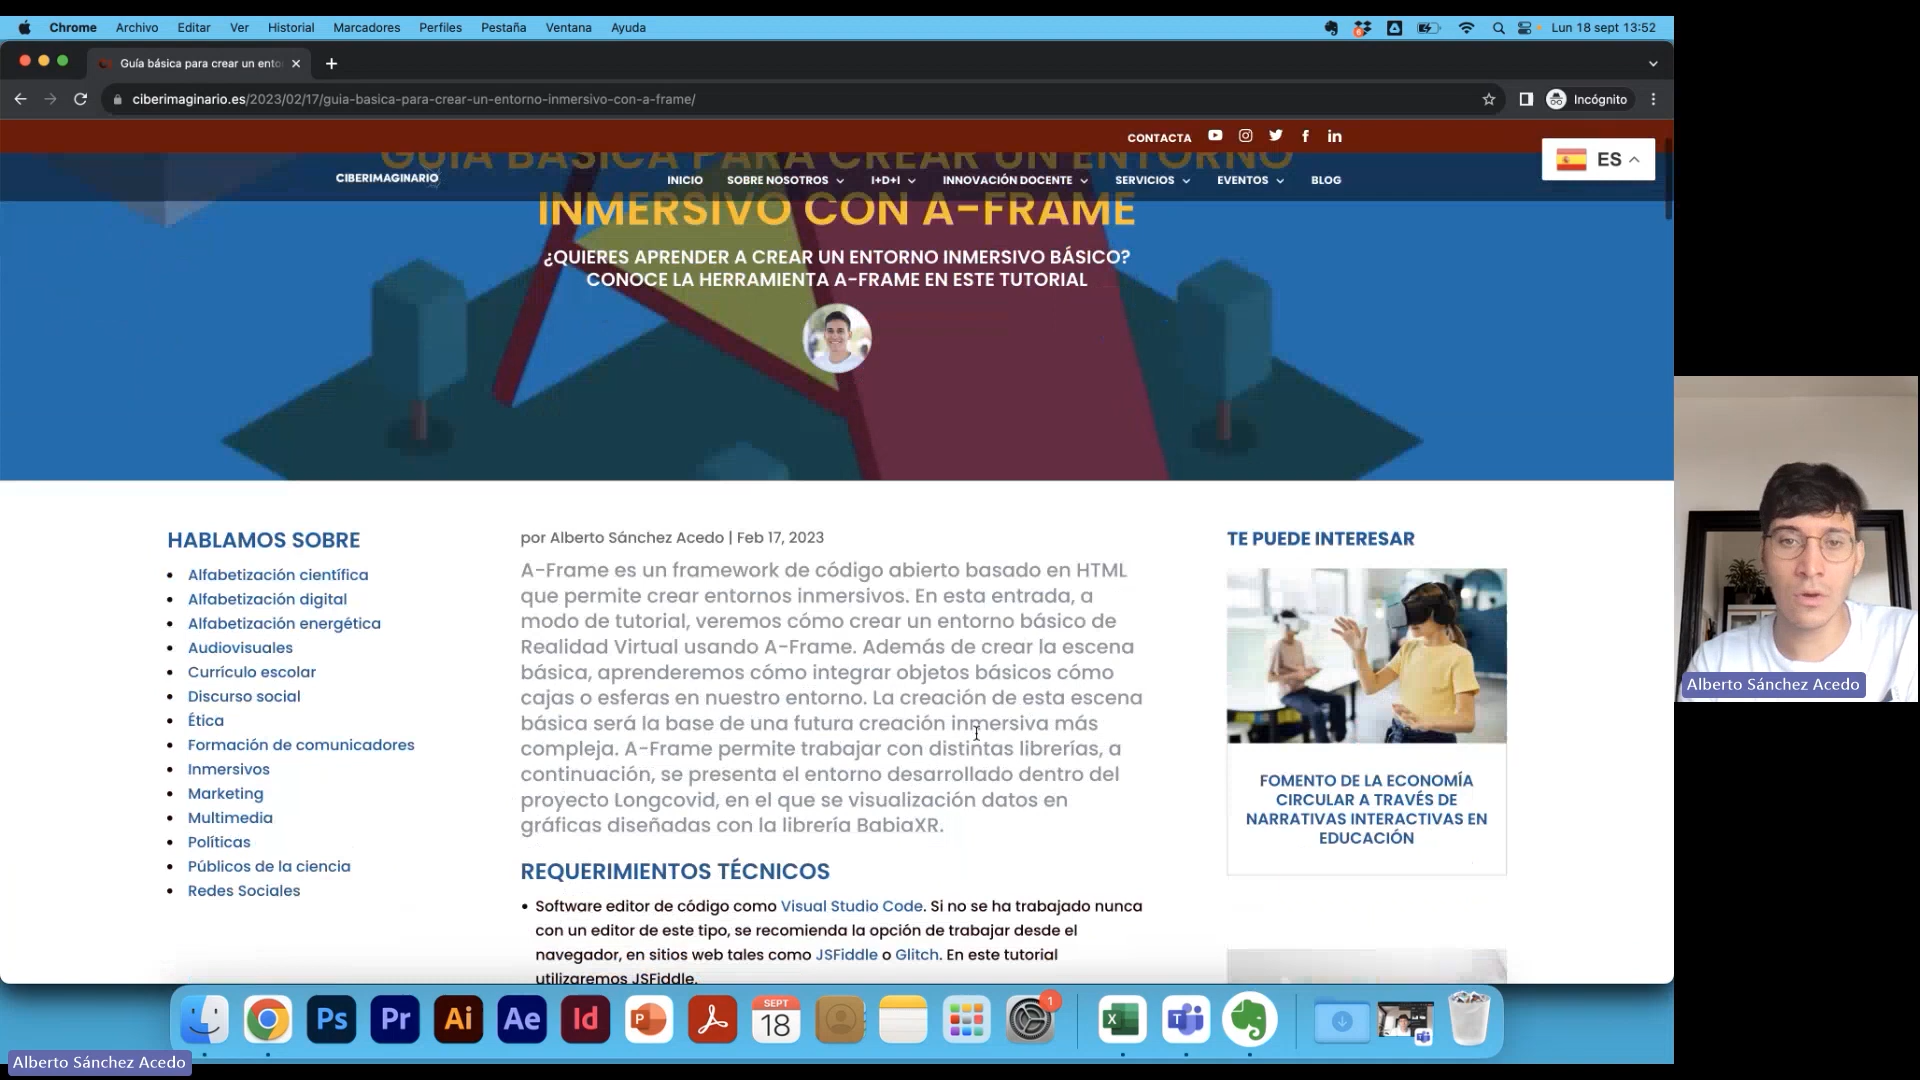 Chrome Archivo Editar Ver Historial Marcadores Perfiles Pestaña Ventana Ayuda
Lun 18 sept 13:52
Guía básica para crear un ento
ciberimaginario.es/2023/02/17/guia-basica-para-crear-un-entorno-inmersivo-con-a-frame/
Incógnito
CONTACTA
ES
GUÍA BÁSICA PARA CREAR UN ENTORNO
CIBERIMAGINARIO
INICIO SOBRE NOSOTROS I+D+I INNOVACIÓN DOCENTE SERVICIOS EVENTOS BLOG
INMERSIVO CON A-FRAME
¿QUIERES APRENDER A CREAR UN ENTORNO INMERSIVO BÁSICO?
CONOCE LA HERRAMIENTA A-FRAME EN ESTE TUTORIAL
HABLAMOS SOBRE
Alfabetización científica
Alfabetización digital
Alfabetización energética
Audiovisuales
Currículo escolar
Discurso social
Ética
Formación de comunicadores
Inmersivos
Marketing
Multimedia
Políticas
Públicos de la ciencia
Redes Sociales
por Alberto Sánchez Acedo | Feb 17, 2023
A-Frame es un framework de código abierto basado en HTML
que permite crear entornos inmersivos. En esta entrada, a
modo de tutorial, veremos cómo crear un entorno básico de
Realidad Virtual usando A-Frame. Además de crear la escena
básica, aprenderemos cómo integrar objetos básicos cómo
cajas o esferas en nuestro entorno. La creación de esta escena
básica será la base de una futura creación inmersiva más
compleja. A-Frame permite trabajar con distintas librerías, a
continuación, se presenta el entorno desarrollado dentro del
proyecto Longcovid, en el que se visualización datos en
gráficas diseñadas con la librería BabiaXR.
REQUERIMIENTOS TÉCNICOS
• Software editor de código como Visual Studio Code. Si no se ha trabajado nunca
con un editor de este tipo, se recomienda la opción de trabajar desde el
navegador, en sitios web tales como JSFiddle o Glitch. En este tutorial
utilizaremos JSFiddle.
TE PUEDE INTERESAR
FOMENTO DE LA ECONOMÍA
CIRCULAR A TRAVÉS DE
NARRATIVAS INTERACTIVAS EN
EDUCACIÓN
Alberto Sánchez Acedo
Ps Pr Ai Ae Id P SEPT 18 1 X T
Alberto Sánchez Acedo